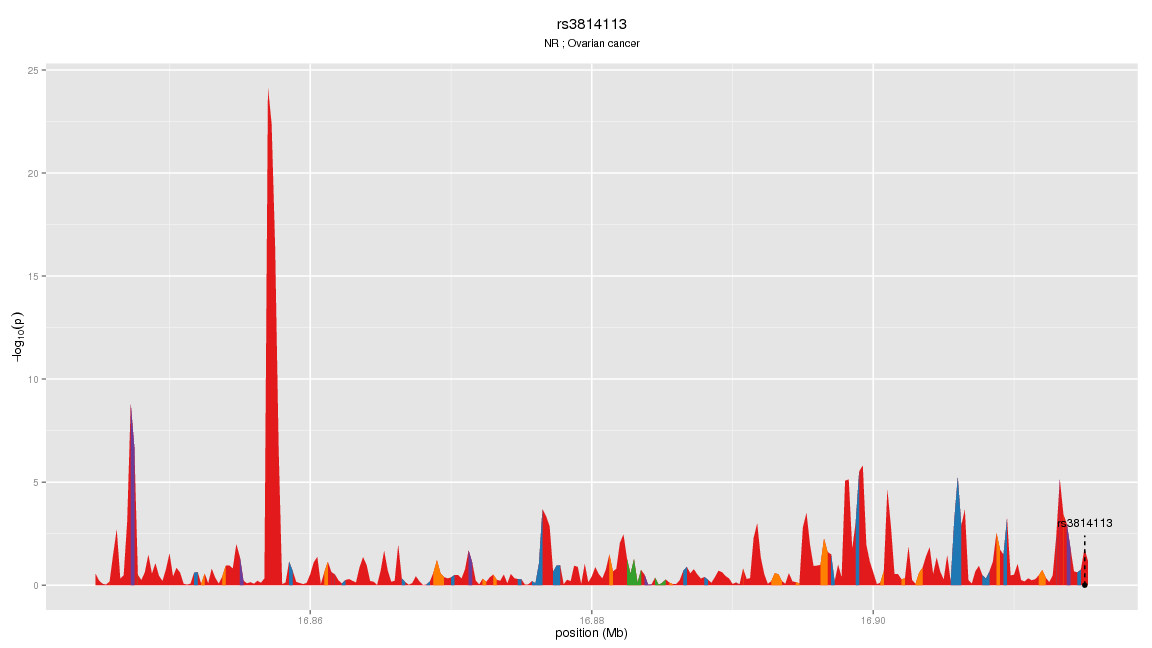 rs3814113
NR ; Ovarian cancer
25
20
15
10
5
0
−log10(p)
rs3814113
16.86
16.88
16.90
position (Mb)